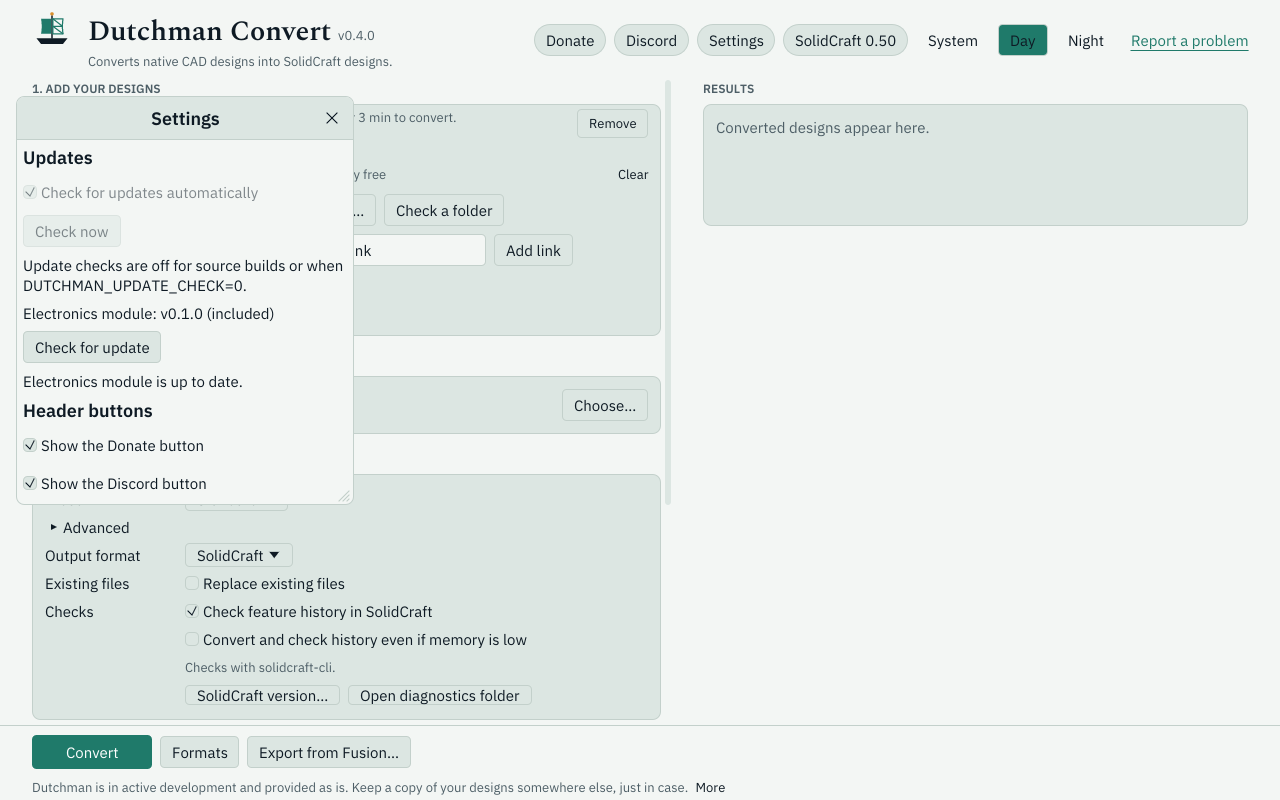 Dutchman Convert v0.4.0
Converts native CAD designs into SolidCraft designs.
Donate
Discord
Settings
SolidCraft 0.50
System
Day
Night
Report a problem
1. ADD YOUR DESIGNS
3 min to convert.
Remove
free
Clear
Check a folder
Add link
Settings
Updates
Check for updates automatically
Check now
Update checks are off for source builds or when
DUTCHMAN_UPDATE_CHECK=0.
Electronics module: v0.1.0 (included)
Check for update
Electronics module is up to date.
Header buttons
Show the Donate button
Show the Discord button
Choose...
Advanced
Output format
SolidCraft
Existing files
Replace existing files
Checks
Check feature history in SolidCraft
Convert and check history even if memory is low
Checks with solidcraft-cli.
SolidCraft version...
Open diagnostics folder
RESULTS
Converted designs appear here.
Convert
Formats
Export from Fusion...
Dutchman is in active development and provided as is. Keep a copy of your designs somewhere else, just in case. More